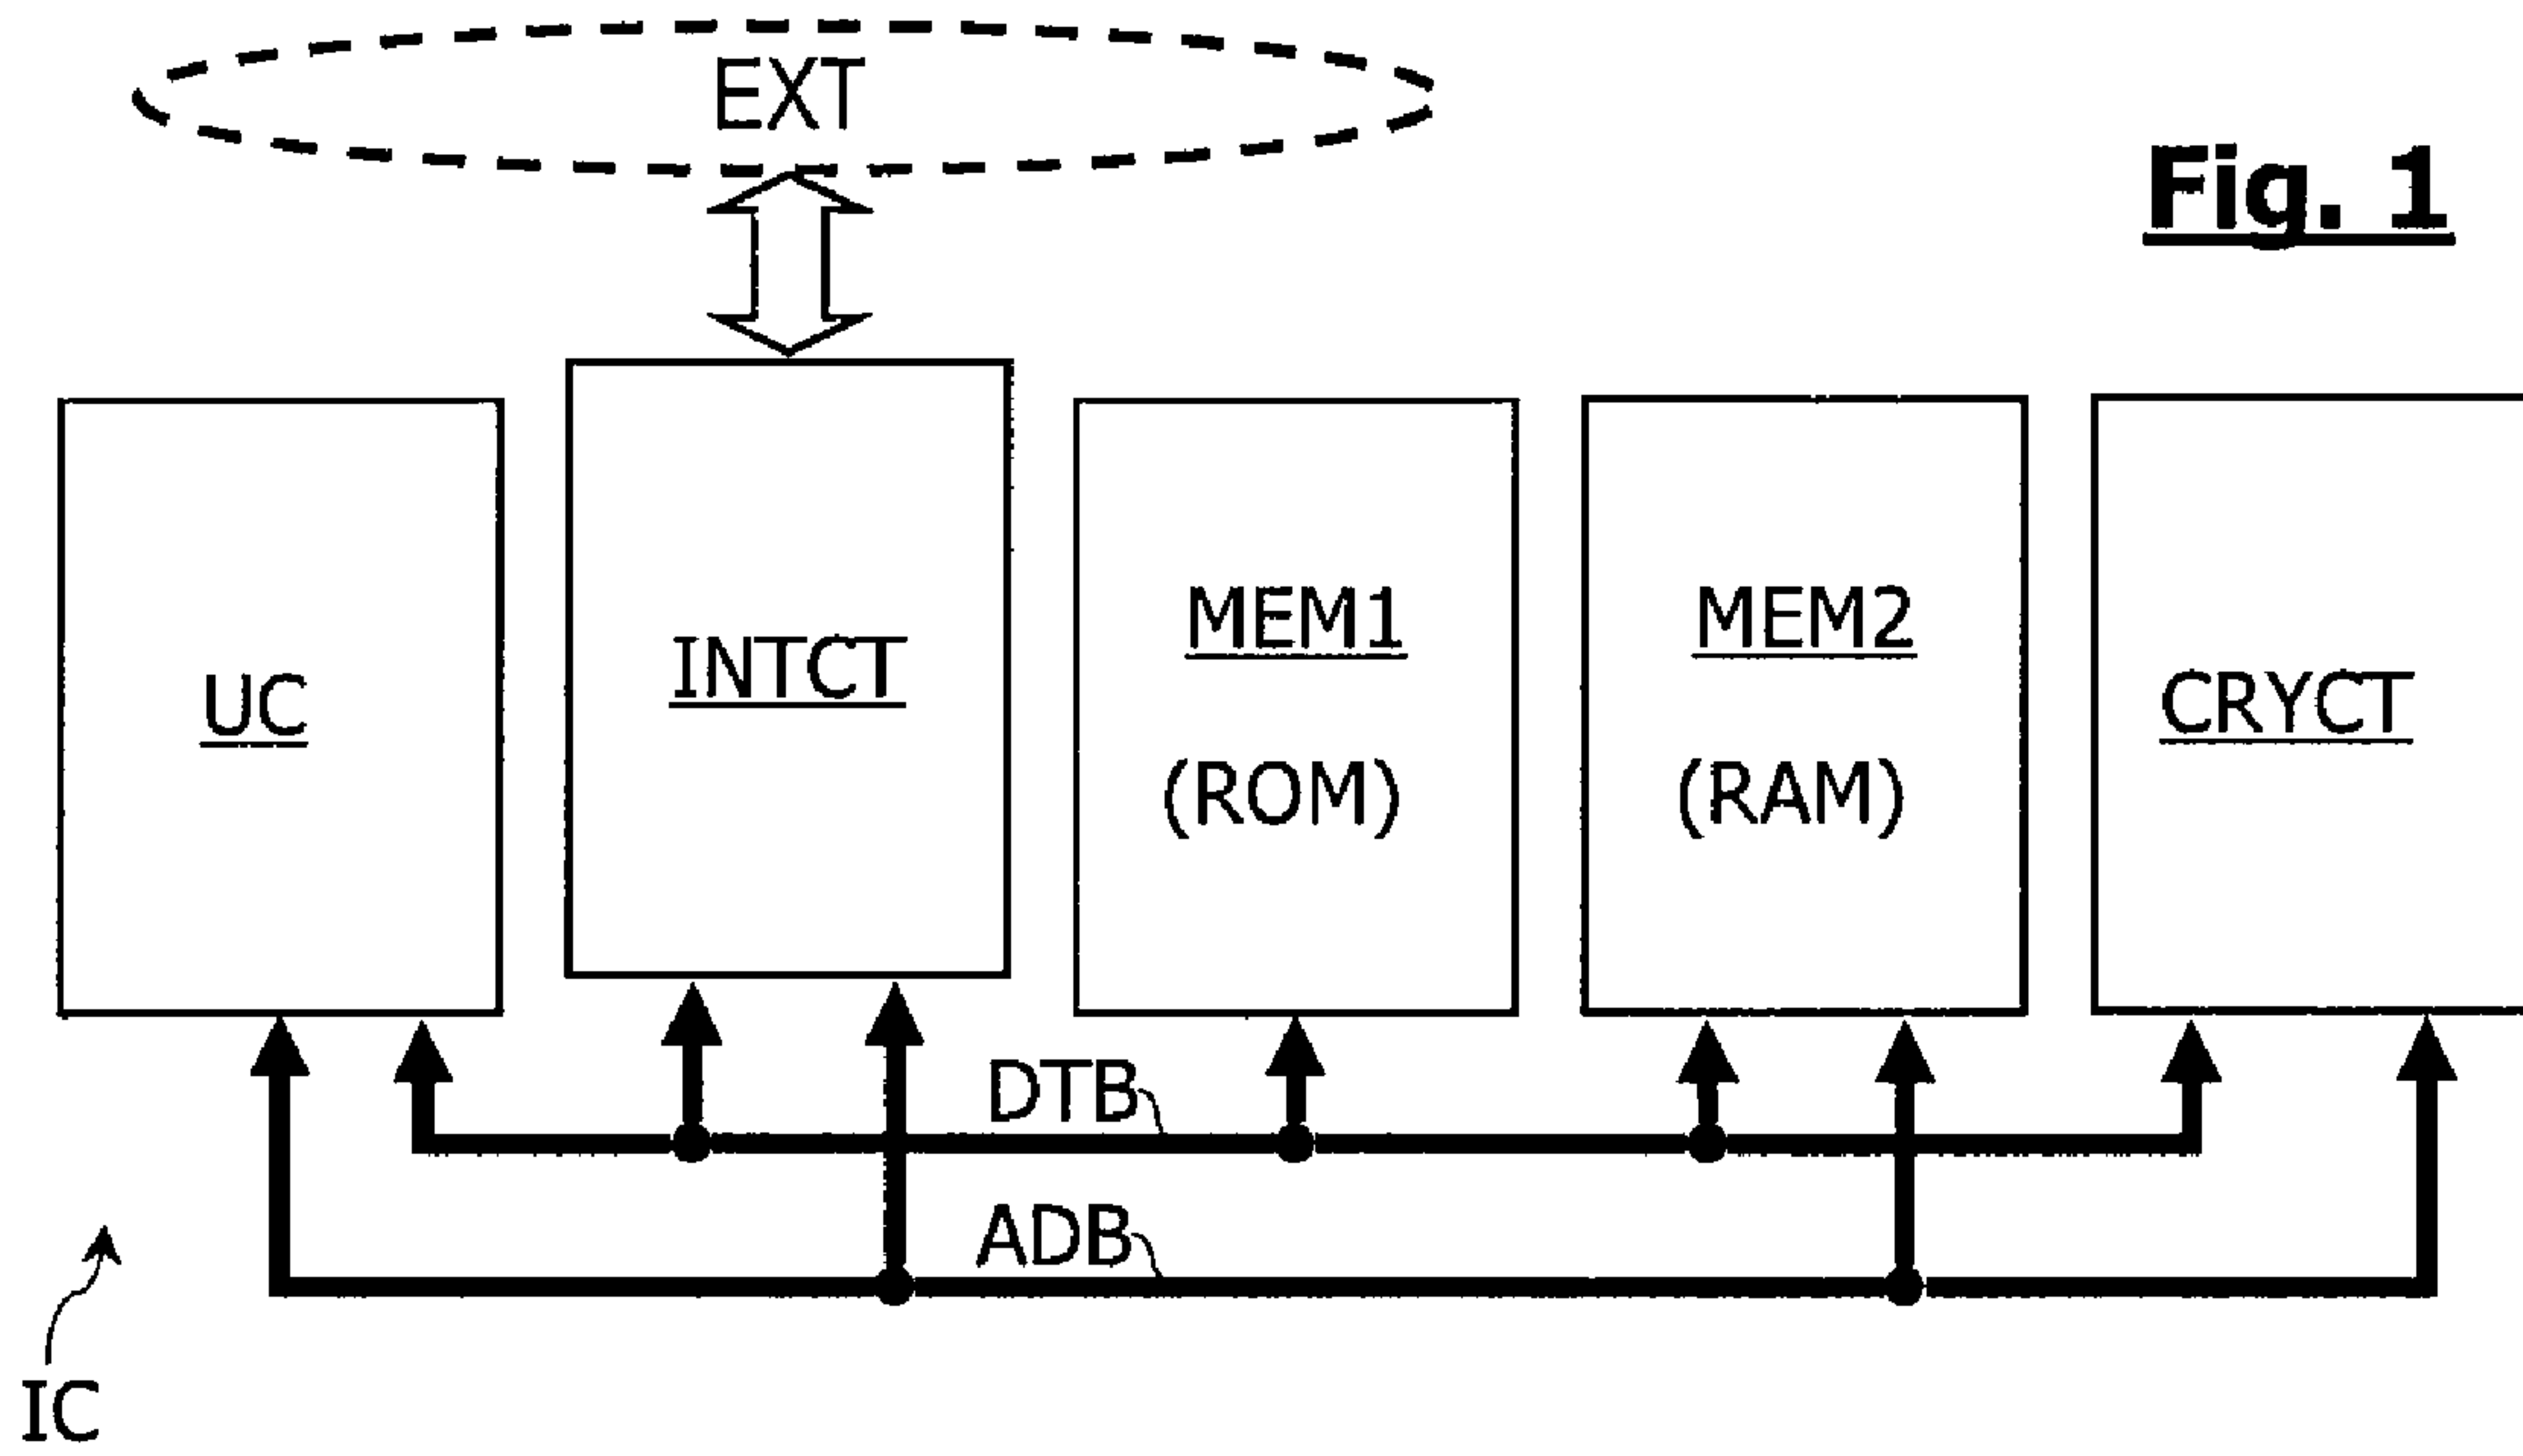 EXT
Fig. 1
UC
INTCT
MEM1
(ROM)
MEM2
(RAM)
CRYCT
DTB
ADB
IC